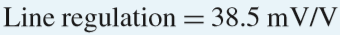 Line regulation = 38.5 mV/V